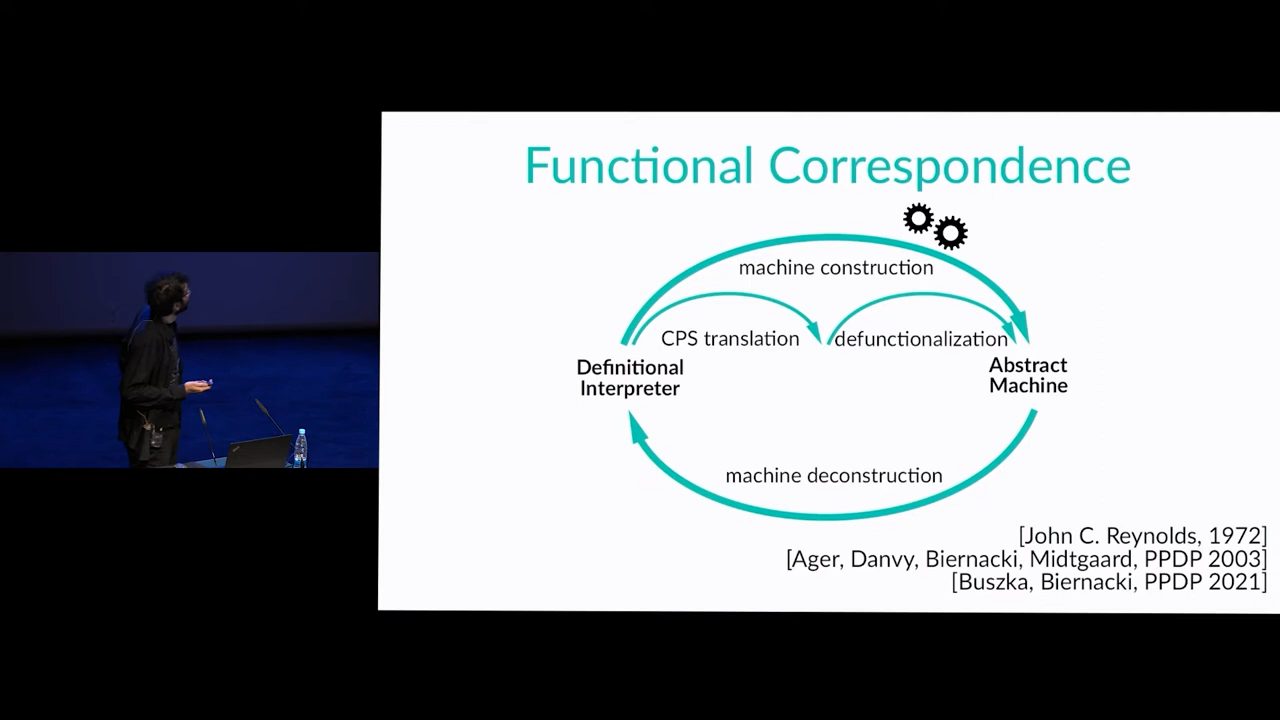 Functional Correspondence
machine construction
CPS translation
defunctionalization
Definitional
Interpreter
Abstract
Machine
machine deconstruction
[John C. Reynolds, 1972]
[Ager, Danvy, Biernacki, Midtgaard, PPDP 2003]
[Buszka, Biernacki, PPDP 2021]